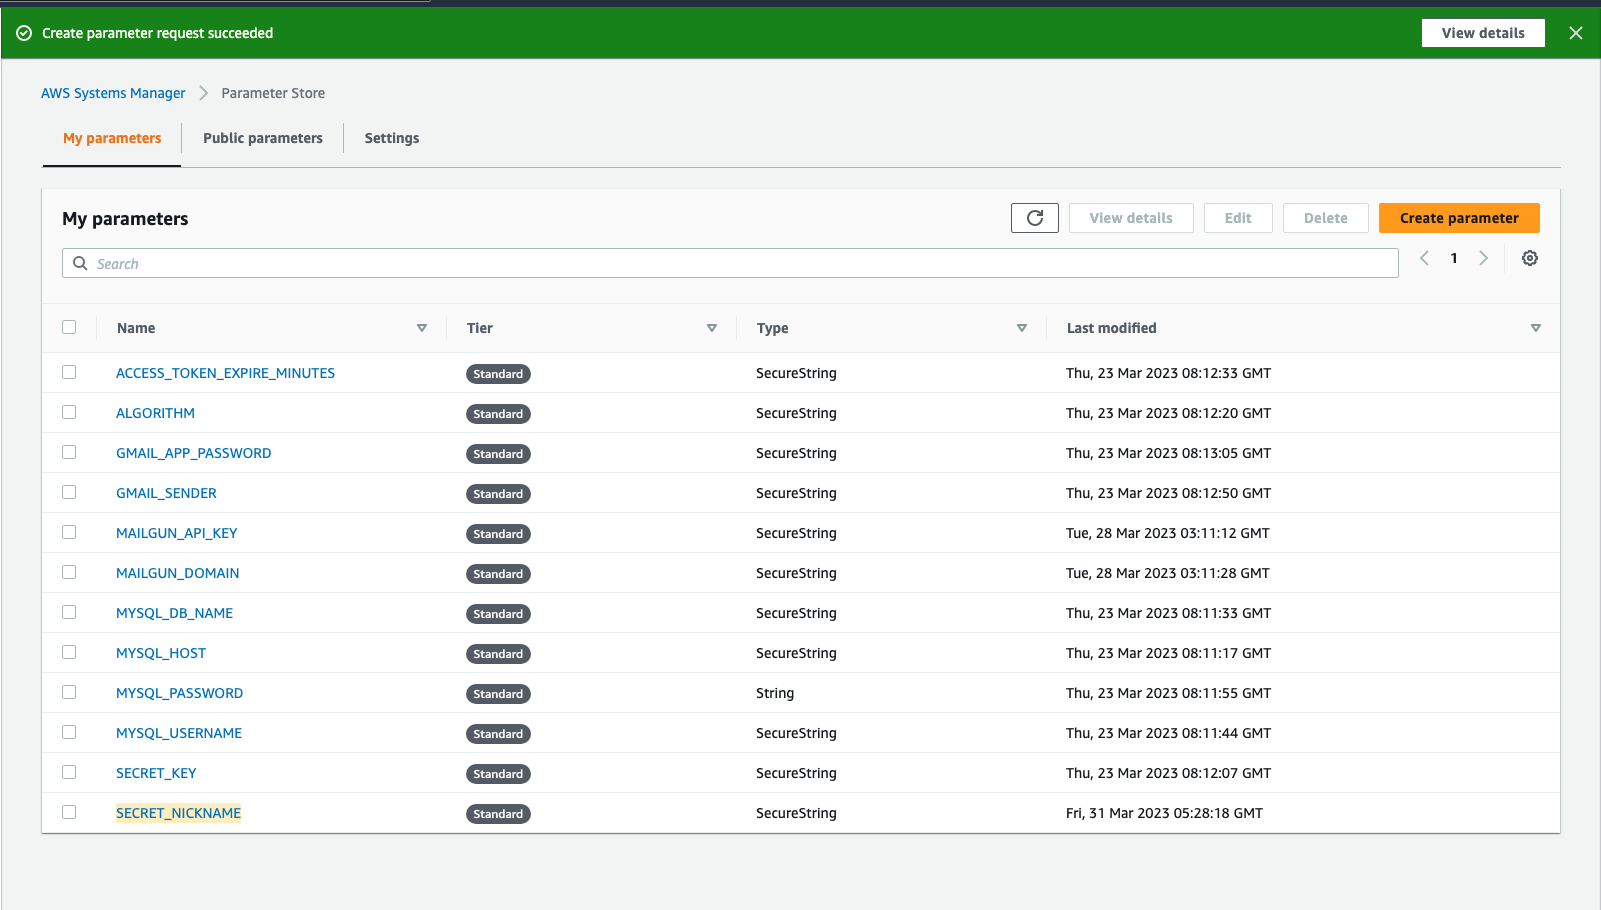 Create parameter request succeeded View details
AWS Systems Manager Parameter Store
My parameters Public parameters Settings
My parameters View details Edit Delete Create parameter
Search 1
Name Tier Type Last modified
ACCESS_TOKEN_EXPIRE_MINUTES Standard SecureString Thu, 23 Mar 2023 08:12:33 GMT
ALGORITHM Standard SecureString Thu, 23 Mar 2023 08:12:20 GMT
GMAIL_APP_PASSWORD Standard SecureString Thu, 23 Mar 2023 08:13:05 GMT
GMAIL_SENDER Standard SecureString Thu, 23 Mar 2023 08:12:50 GMT
MAILGUN_API_KEY Standard SecureString Tue, 28 Mar 2023 03:11:12 GMT
MAILGUN_DOMAIN Standard SecureString Tue, 28 Mar 2023 03:11:28 GMT
MYSQL_DB_NAME Standard SecureString Thu, 23 Mar 2023 08:11:33 GMT
MYSQL_HOST Standard SecureString Thu, 23 Mar 2023 08:11:17 GMT
MYSQL_PASSWORD Standard String Thu, 23 Mar 2023 08:11:55 GMT
MYSQL_USERNAME Standard SecureString Thu, 23 Mar 2023 08:11:44 GMT
SECRET_KEY Standard SecureString Thu, 23 Mar 2023 08:12:07 GMT
SECRET_NICKNAME Standard SecureString Fri, 31 Mar 2023 05:28:18 GMT